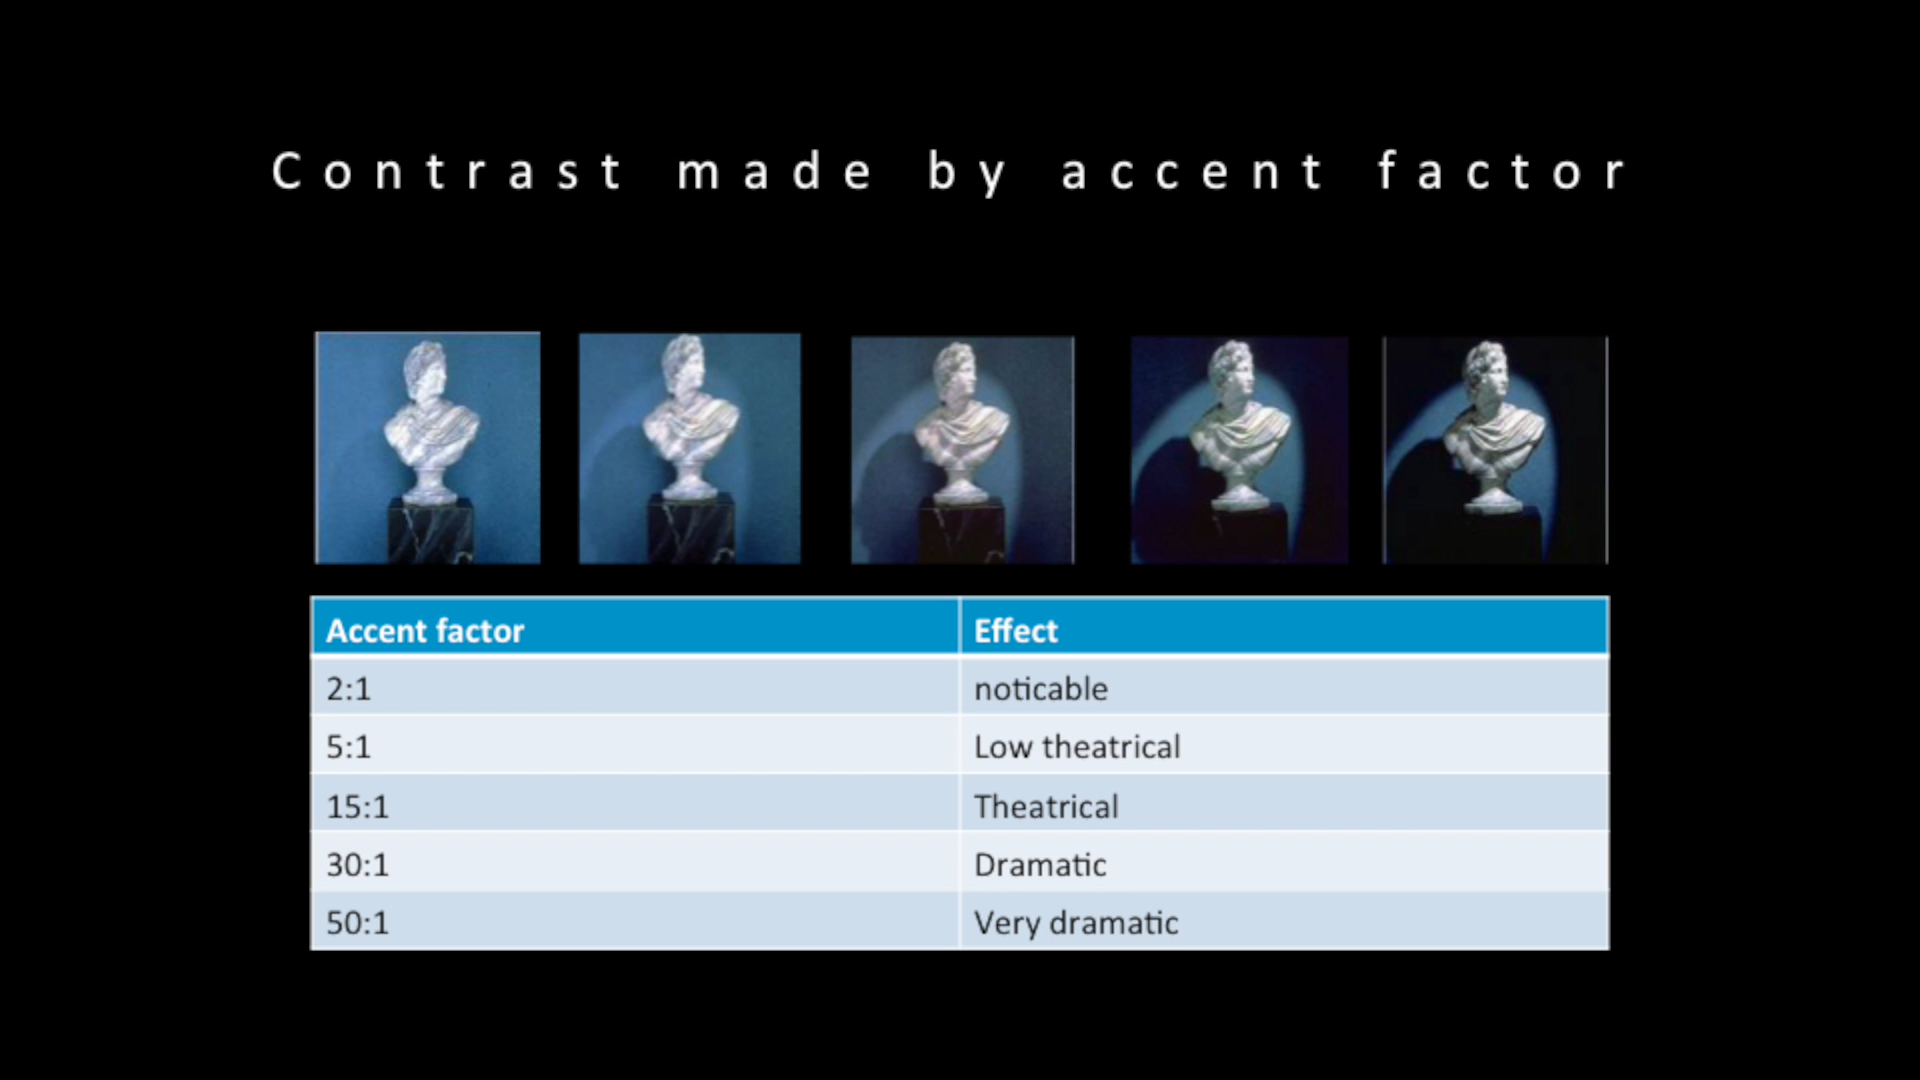 Contrast made by accent factor
Accent factor Effect
2:1 noticable
5:1 Low theatrical
15:1 Theatrical
30:1 Dramatic
50:1 Very dramatic